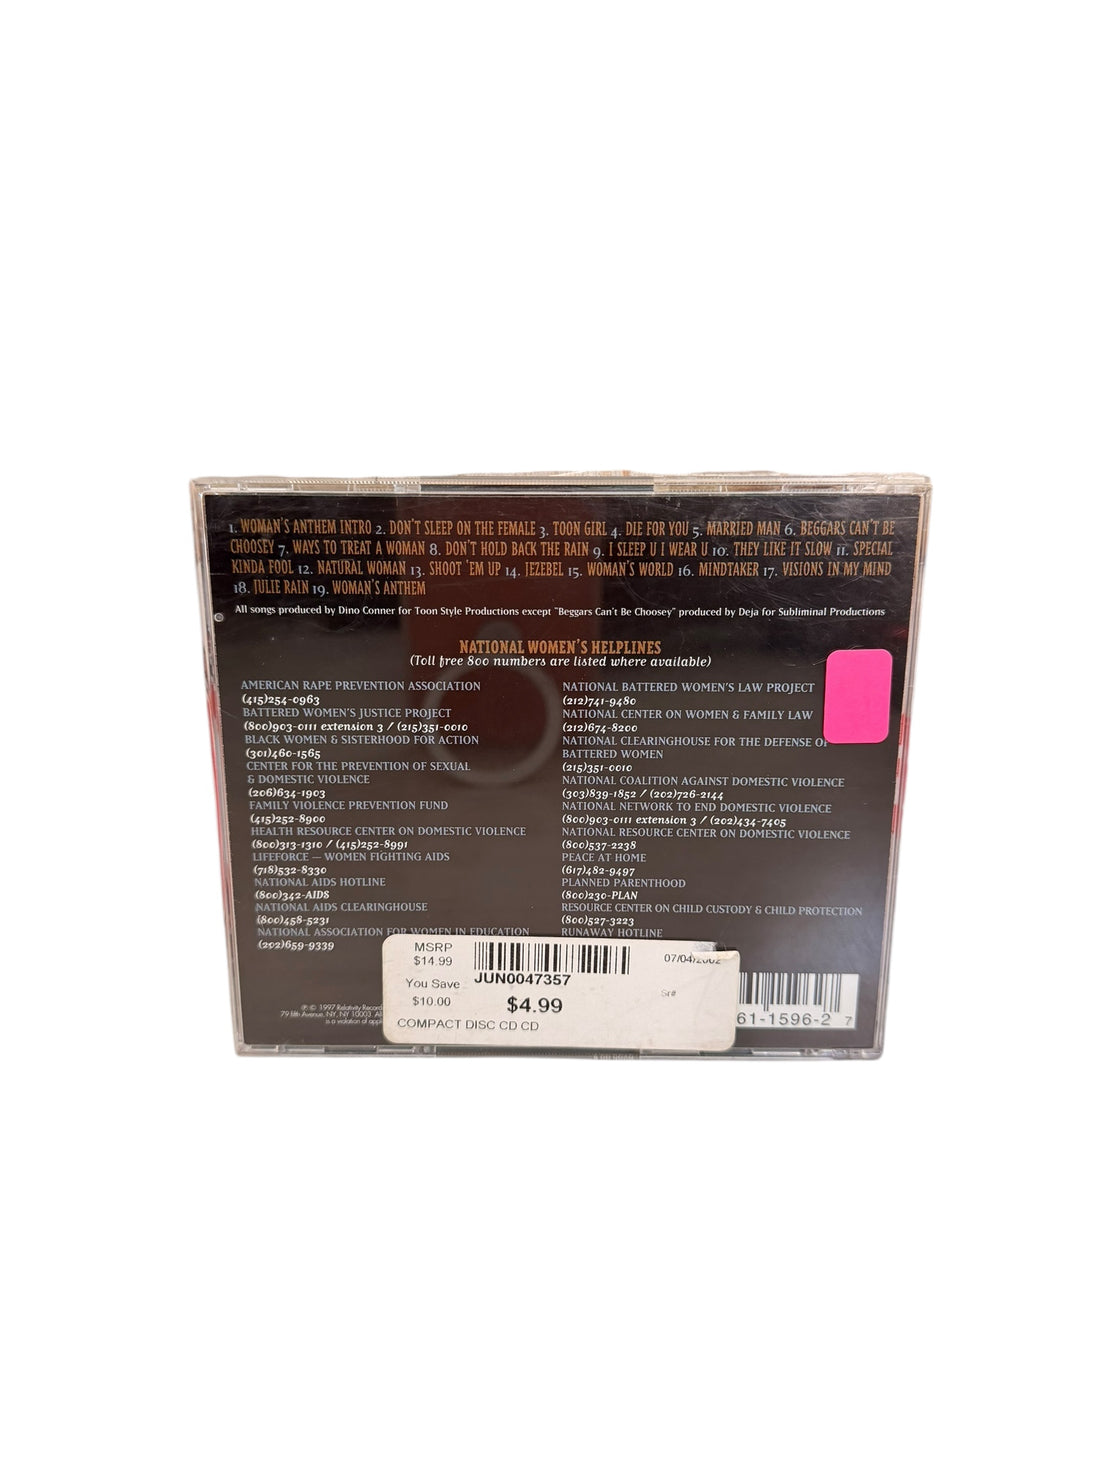 1. WOMAN'S ANTHEM INTRO 2. DON'T SLEEP ON THE FEMALE 3. TOON GIRL 4. DIE FOR YOU 5. MARRIED MAN 6. BEGGARS CAN'T BE
CHOOSEY 7. WAYS TO TREAT A WOMAN 8. DON'T HOLD BACK THE RAIN 9. I SLEEP U I WEAR U 10. THEY LIKE IT SLOW 11. SPECIAL
KINDA FOOL 12. NATURAL WOMAN 13. SHOOT 'EM UP 14. JEZEBEL 15. WOMAN'S WORLD 16. MINDTAKER 17. VISIONS IN MY MIND
18. JULIE RAIN 19. WOMAN'S ANTHEM
All songs produced by Dino Conner for Toon Style Productions except "Beggars Can't Be Choosey" produced by Deja for Subliminal Productions
NATIONAL WOMEN'S HELPLINES
(Toll free 800 numbers are listed where available)
AMERICAN RAPE PREVENTION ASSOCIATION
(415)254-0963
BATTERED WOMEN'S JUSTICE PROJECT
(800)903-0111 extension 3 / (215)351-0010
BLACK WOMEN & SISTERHOOD FOR ACTION
(301)460-1565
CENTER FOR THE PREVENTION OF SEXUAL
& DOMESTIC VIOLENCE
(206)634-1903
FAMILY VIOLENCE PREVENTION FUND
(415)252-8900
HEALTH RESOURCE CENTER ON DOMESTIC VIOLENCE
(800)313-1310 / (415)252-8991
LIFEFORCE — WOMEN FIGHTING AIDS
(718)532-8330
NATIONAL AIDS HOTLINE
(800)342-AIDS
NATIONAL AIDS CLEARINGHOUSE
(800)458-5231
NATIONAL ASSOCIATION FOR WOMEN IN EDUCATION
(202)659-9339
NATIONAL BATTERED WOMEN'S LAW PROJECT
(212)741-9480
NATIONAL CENTER ON WOMEN & FAMILY LAW
(212)674-8200
NATIONAL CLEARINGHOUSE FOR THE DEFENSE OF
BATTERED WOMEN
(215)351-0010
NATIONAL COALITION AGAINST DOMESTIC VIOLENCE
(303)839-1852 / (202)726-2144
NATIONAL NETWORK TO END DOMESTIC VIOLENCE
(800)903-0111 extension 3 / (202)434-7405
NATIONAL RESOURCE CENTER ON DOMESTIC VIOLENCE
(800)537-2238
PEACE AT HOME
(617)482-9497
PLANNED PARENTHOOD
(800)230-PLAN
RESOURCE CENTER ON CHILD CUSTODY & CHILD PROTECTION
(800)527-3223
RUNAWAY HOTLINE
MSRP
$14.99
07/04/2002
You Save JUN0047357
$10.00 $4.99
Sr#
COMPACT DISC CD CD
℗ © 1997 Relativity Record
79 fifth Avenue, NY, NY 10003. Al
is a violation of appl
61-1596-2 7